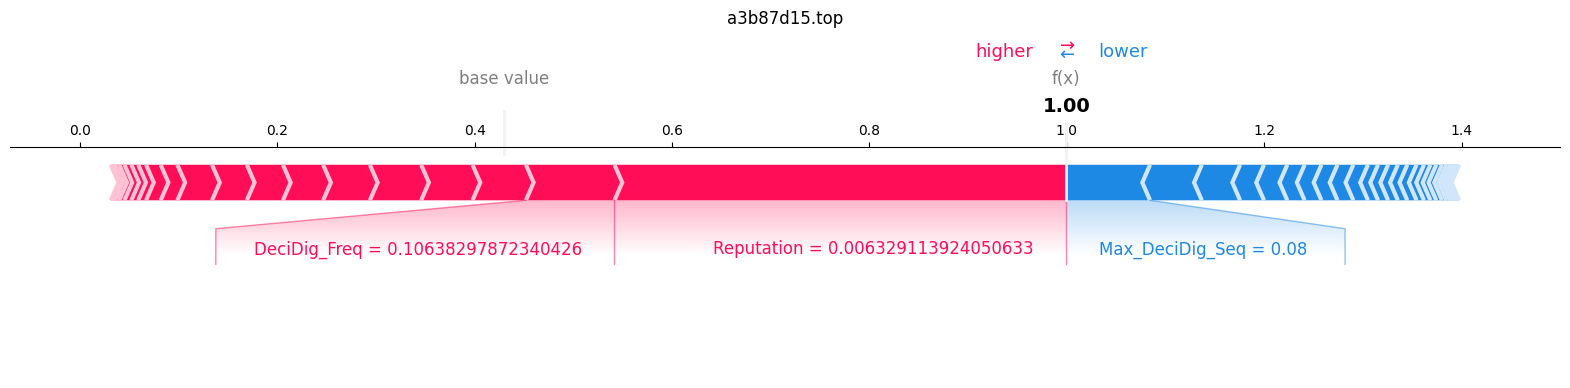 a3b87d15.top
higher ⇄ lower
base value f(x)
1.00
0.0 0.2 0.4 0.6 0.8 1.0 1.2 1.4
DeciDig_Freq = 0.10638297872340426 Reputation = 0.006329113924050633 Max_DeciDig_Seq = 0.08